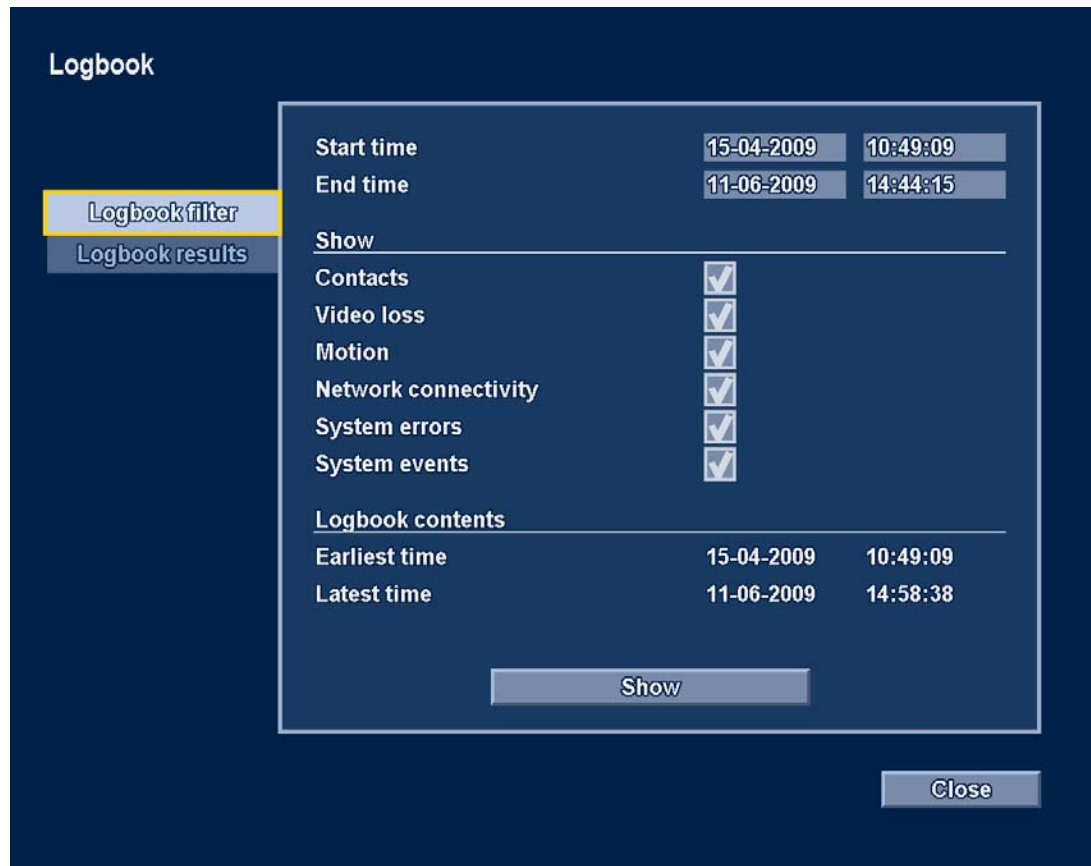 Logbook
Start time 15-04-2009 10:49:09
End time 11-06-2009 14:44:15
Logbook filter
Logbook results
Show
Contacts
Video loss
Motion
Network connectivity
System errors
System events
Logbook contents
Earliest time 15-04-2009 10:49:09
Latest time 11-06-2009 14:58:38
Show
Close